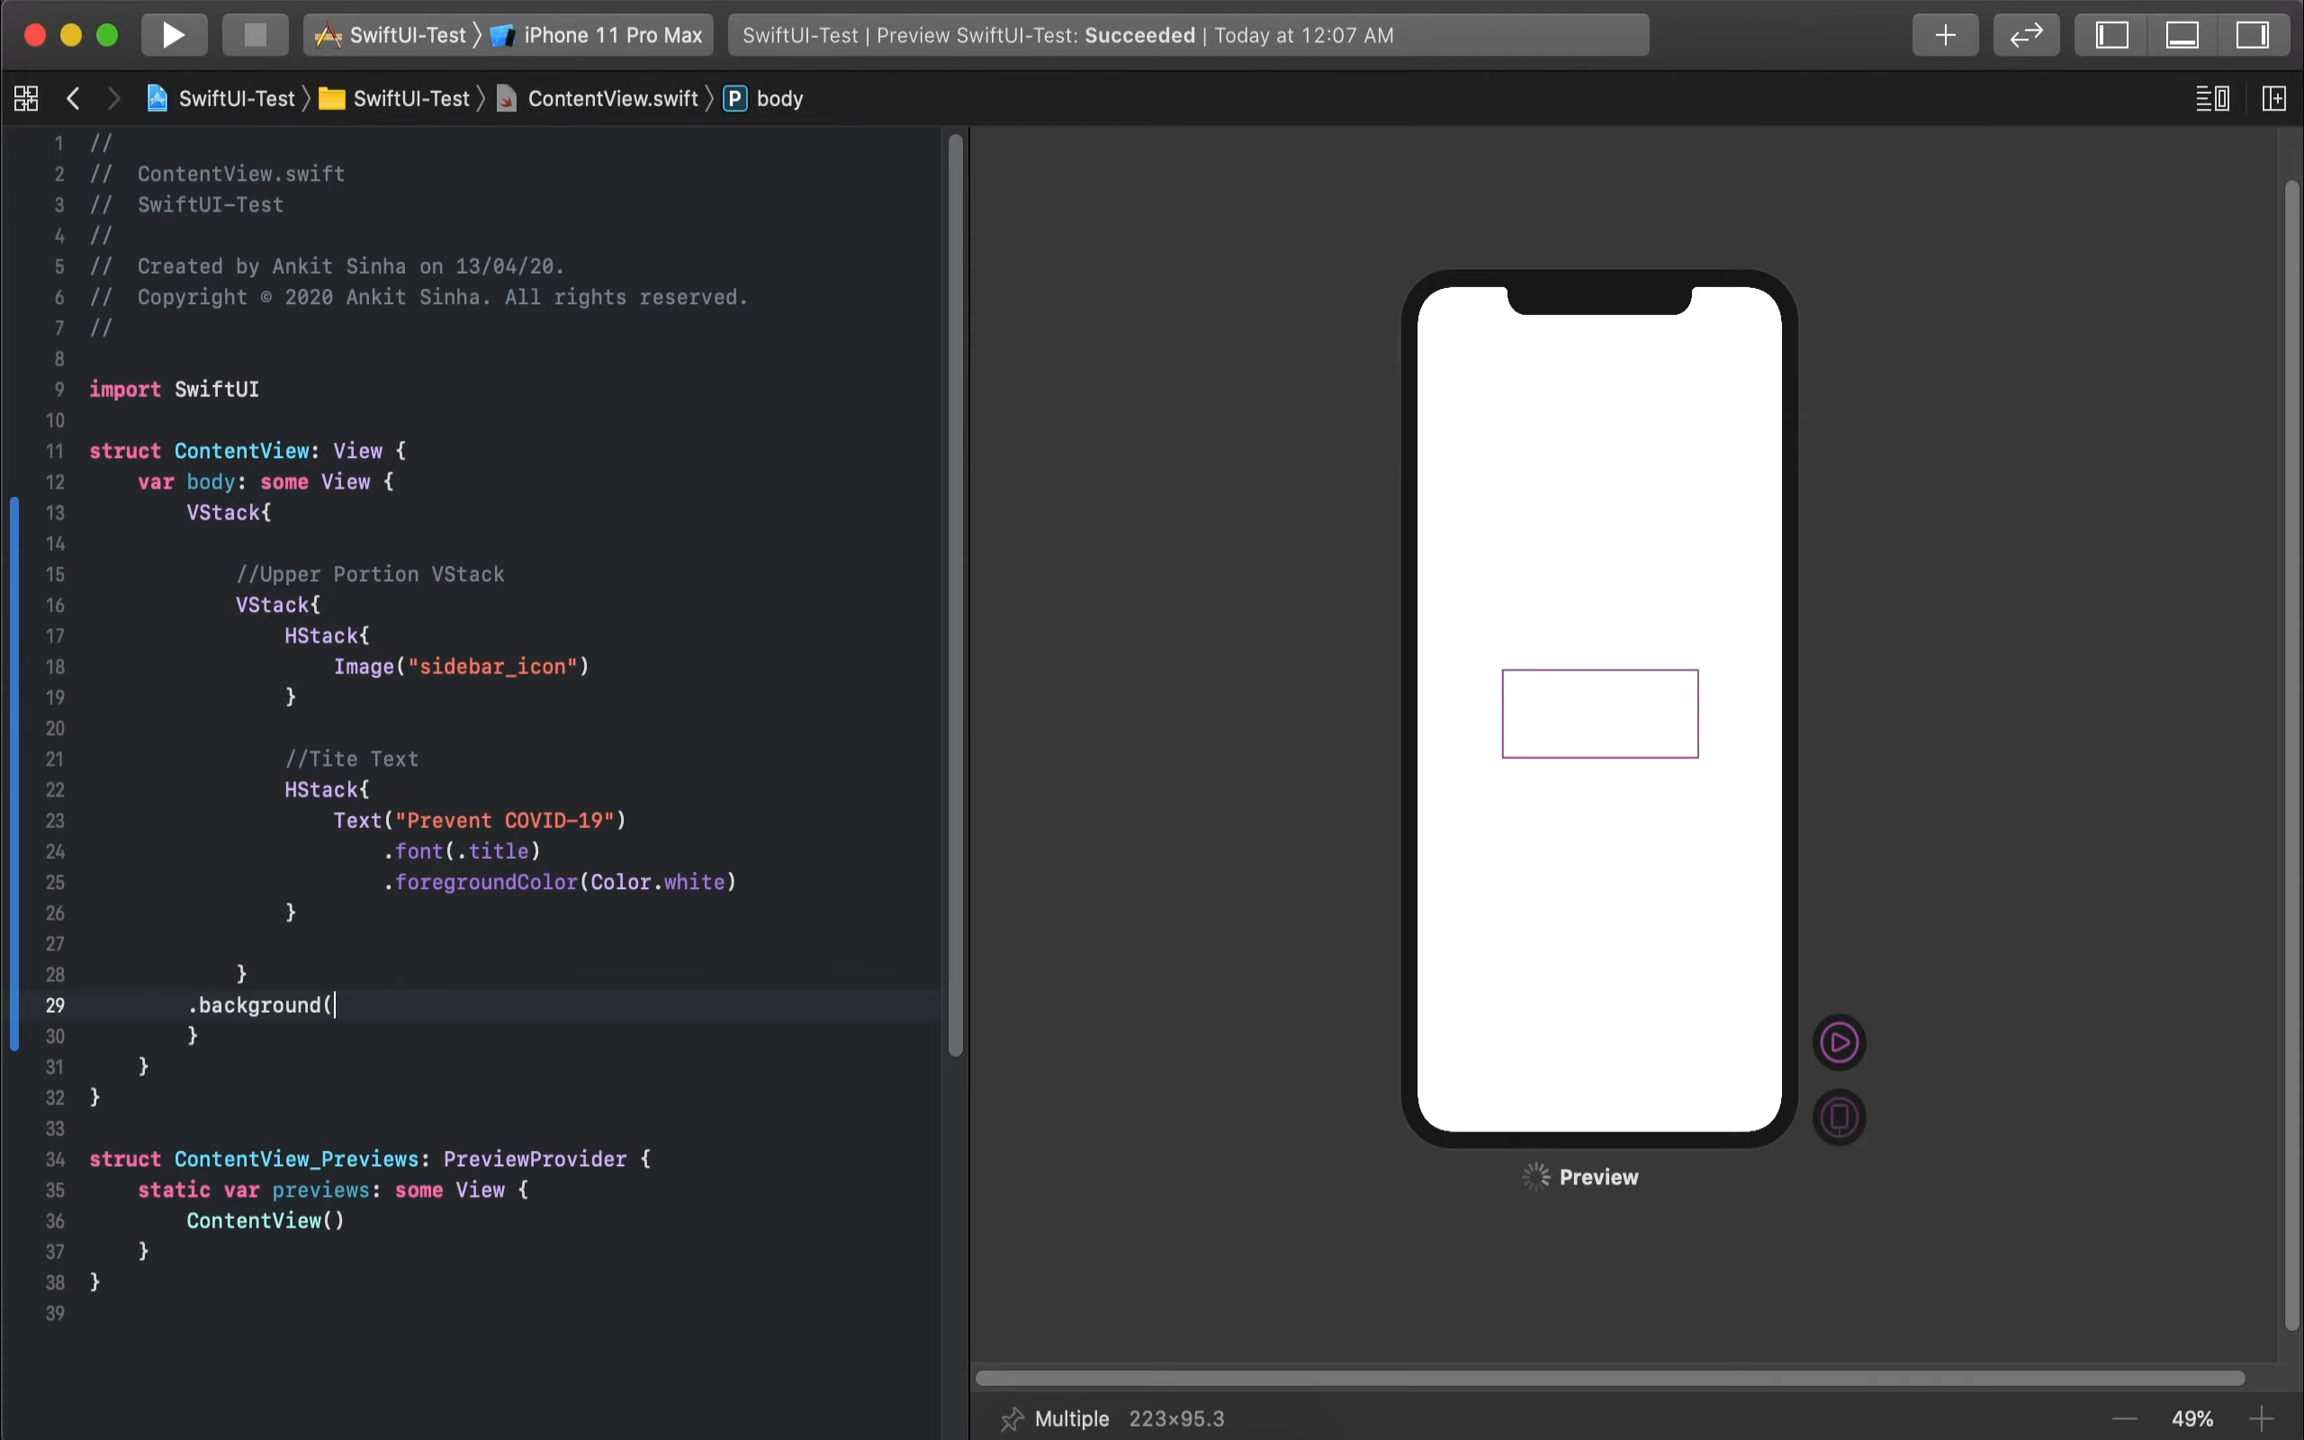 SwiftUI-Test 〉 iPhone 11 Pro Max
SwiftUI-Test | Preview SwiftUI-Test: Succeeded | Today at 12:07 AM
SwiftUI-Test 〉 SwiftUI-Test 〉 ContentView.swift 〉 P body
1 //
2 //  ContentView.swift
3 //  SwiftUI-Test
4 //
5 //  Created by Ankit Sinha on 13/04/20.
6 //  Copyright © 2020 Ankit Sinha. All rights reserved.
7 //
8
9 import SwiftUI
10
11 struct ContentView: View {
12     var body: some View {
13         VStack{
14
15             //Upper Portion VStack
16             VStack{
17                 HStack{
18                     Image("sidebar_icon")
19                 }
20
21                 //Tite Text
22                 HStack{
23                     Text("Prevent COVID-19")
24                         .font(.title)
25                         .foregroundColor(Color.white)
26                 }
27
28             }
29         .background(
30         }
31     }
32 }
33
34 struct ContentView_Previews: PreviewProvider {
35     static var previews: some View {
36         ContentView()
37     }
38 }
39
Preview
Multiple 223×95.3
49%